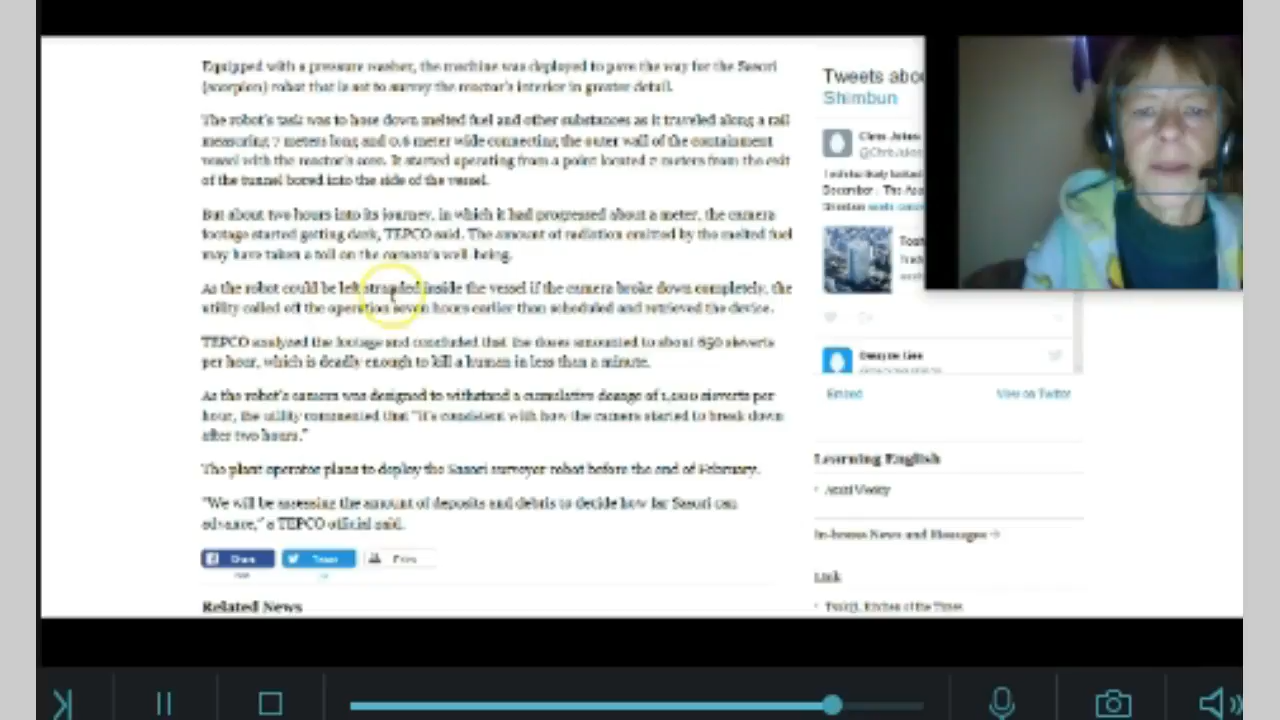 Equipped with a pressure washer, the machine was deployed to pave the way for the Sasori
(scorpion) robot that is set to survey the reactor's interior in greater detail.
The robot's task was to hose down melted fuel and other substances as it traveled along a rail
measuring 7 meters long and 0.6 meter wide connecting the outer wall of the containment
vessel with the reactor's core. It started operating from a point located 2 meters from the exit
of the tunnel bored into the side of the vessel.
But about two hours into its journey, in which it had progressed about a meter, the camera
footage started getting dark, TEPCO said. The amount of radiation emitted by the melted fuel
may have taken a toll on the camera's well-being.
As the robot could be left stranded inside the vessel if the camera broke down completely, the
utility called off the operation seven hours earlier than scheduled and retrieved the device.
TEPCO analyzed the footage and concluded that the doses amounted to about 650 sieverts
per hour, which is deadly enough to kill a human in less than a minute.
As the robot's camera was designed to withstand a cumulative dosage of 1,000 sieverts per
hour, the utility commented that "it's consistent with how the camera started to break down
after two hours."
The plant operator plans to deploy the Sasori surveyor robot before the end of February.
"We will be assessing the amount of deposits and debris to decide how far Sasori can
advance," a TEPCO official said.
Share
Tweet
Print
Related News
Tweets abou
Shimbun
December . The Asa
Shimbun
Embed
View on Twitter
Learning English
Asahi Weekly
In-house News and Messages
Link